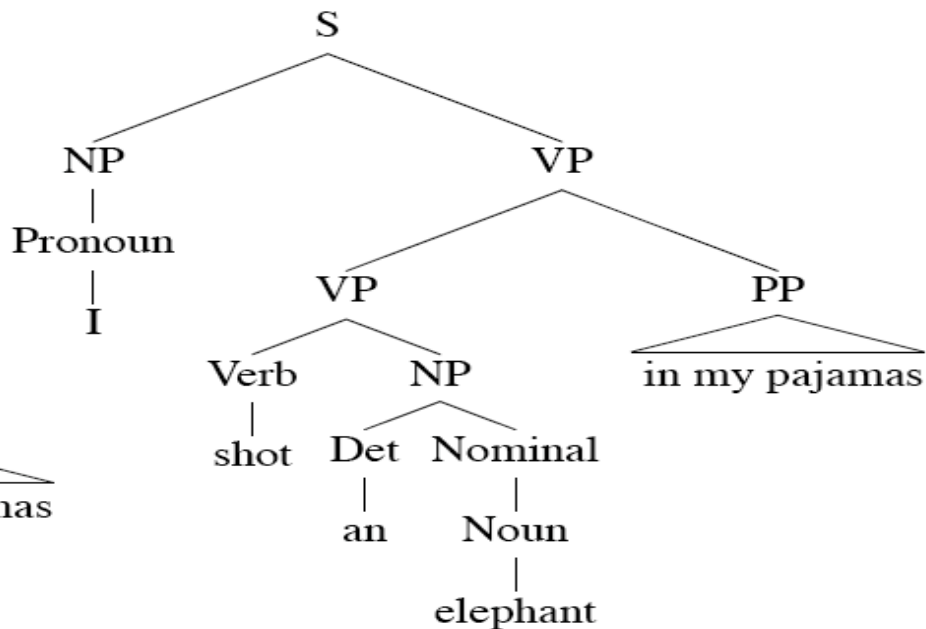 S
NP VP
Pronoun
I
VP PP
Verb NP
in my pajamas
shot Det Nominal
an Noun
elephant